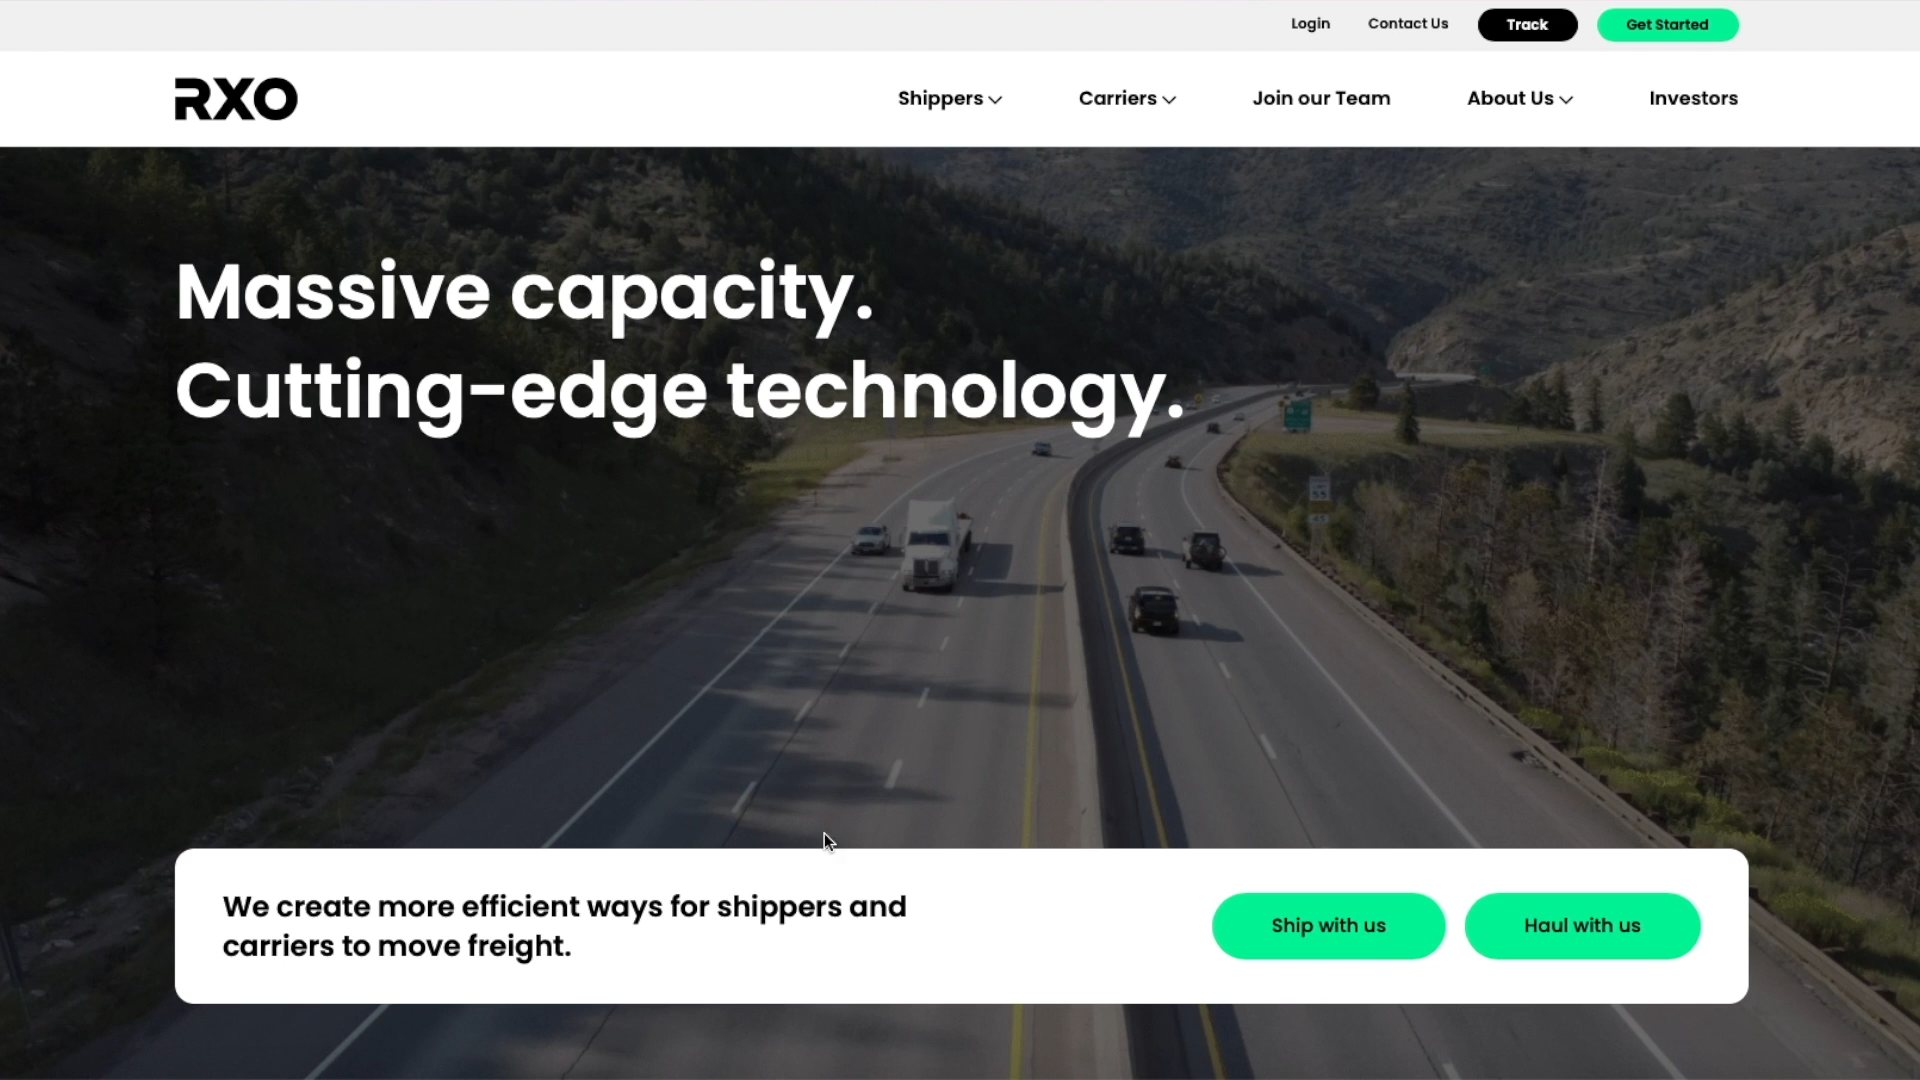 Login
Contact Us
Track
Get Started
RXO
Shippers
Carriers
Join our Team
About Us
Investors
Massive capacity.
Cutting-edge technology.
55
45
We create more efficient ways for shippers and
carriers to move freight.
Ship with us
Haul with us